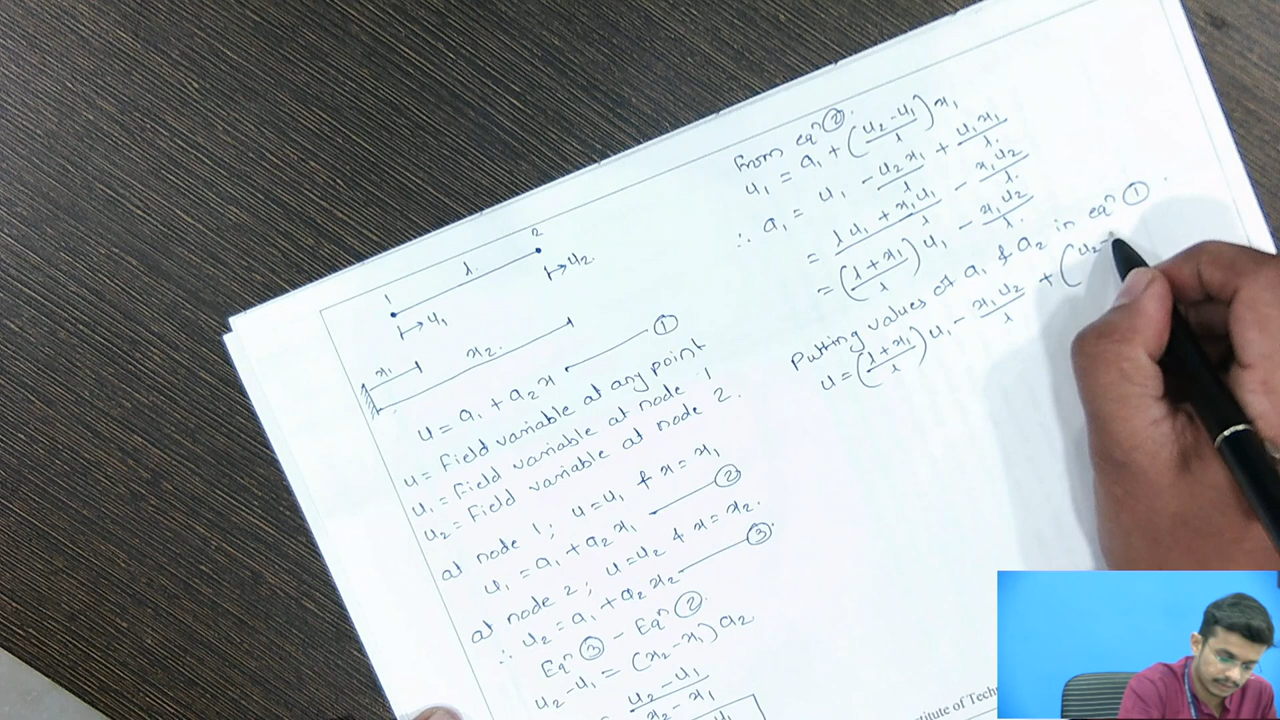 1
2
l.
↦u₁
↦u₂.
x₁
x₂.
u = a₁ + a₂x ①
u = Field variable at any point
u₁ = Field variable at node 1
u₂ = Field variable at node 2.
at node 1; u = u₁ & x = x₁
u₁ = a₁ + a₂x₁ ②
at node 2; u = u₂ & x = x₂.
∴ u₂ = a₁ + a₂x₂ ③
Eqⁿ ③ - Eqⁿ ②.
u₂ - u₁ = (x₂ - x₁) a₂
u₂ - u₁
x₂ - x₁
u₁
From eqⁿ ②.
u₁ = a₁ + ((u₂ - u₁)/l) x₁
∴ a₁ = u₁ - u₂x₁/l + u₁x₁/l.
= (lu₁ + x₁u₁)/l - x₁u₂/l.
= ((l + x₁)/l) u₁ - x₁u₂/l.
Putting values of a₁ & a₂ in eqⁿ ①.
u = ((l + x₁)/l) u₁ - x₁u₂/l + (u₂ -